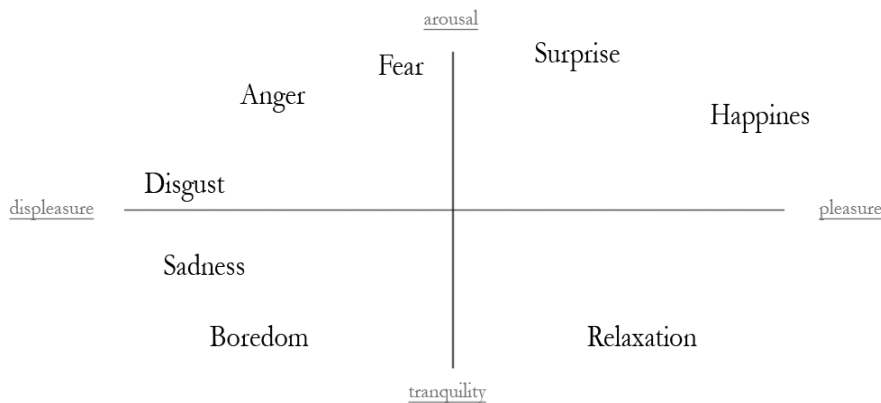 arousal
Surprise
Fear
Anger
Happines
Disgust
displeasure
pleasure
Sadness
Boredom
Relaxation
tranquility